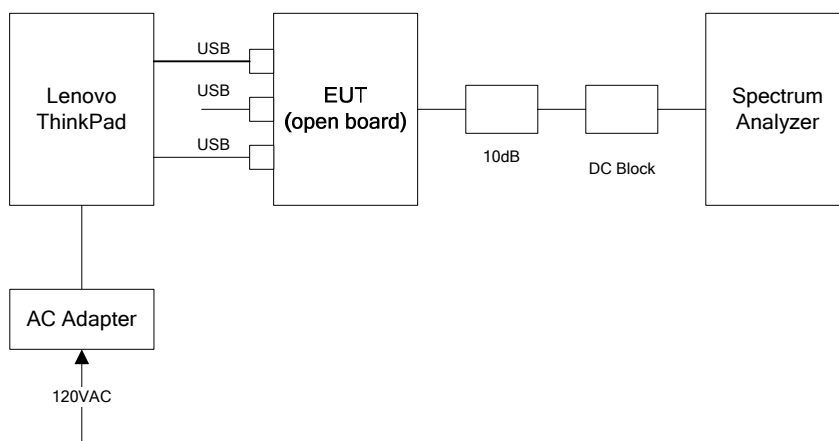 USB
Lenovo
ThinkPad
USB
EUT
(open board)
USB
10dB
DC Block
Spectrum
Analyzer
AC Adapter
120VAC